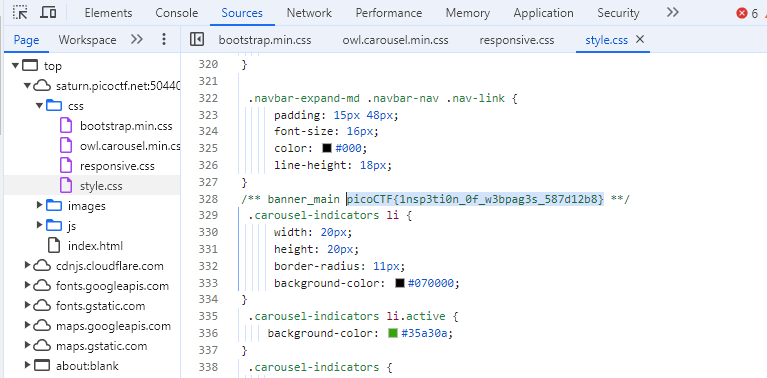 Elements Console Sources Network Performance Memory Application Security 6
Page Workspace bootstrap.min.css owl.carousel.min.css responsive.css style.css
top
saturn.picoctf.net:5044
css
bootstrap.min.css
owl.carousel.min.cs
responsive.css
style.css
images
js
index.html
cdnjs.cloudflare.com
fonts.googleapis.com
fonts.gstatic.com
maps.googleapis.com
maps.gstatic.com
about:blank
320 }
321
322 .navbar-expand-md .navbar-nav .nav-link {
323 padding: 15px 48px;
324 font-size: 16px;
325 color: #000;
326 line-height: 18px;
327 }
328 /** banner_main picoCTF{1nsp3ti0n_0f_w3bpag3s_587d12b8} **/
329 .carousel-indicators li {
330 width: 20px;
331 height: 20px;
332 border-radius: 11px;
333 background-color: #070000;
334 }
335 .carousel-indicators li.active {
336 background-color: #35a30a;
337 }
338 .carousel-indicators {